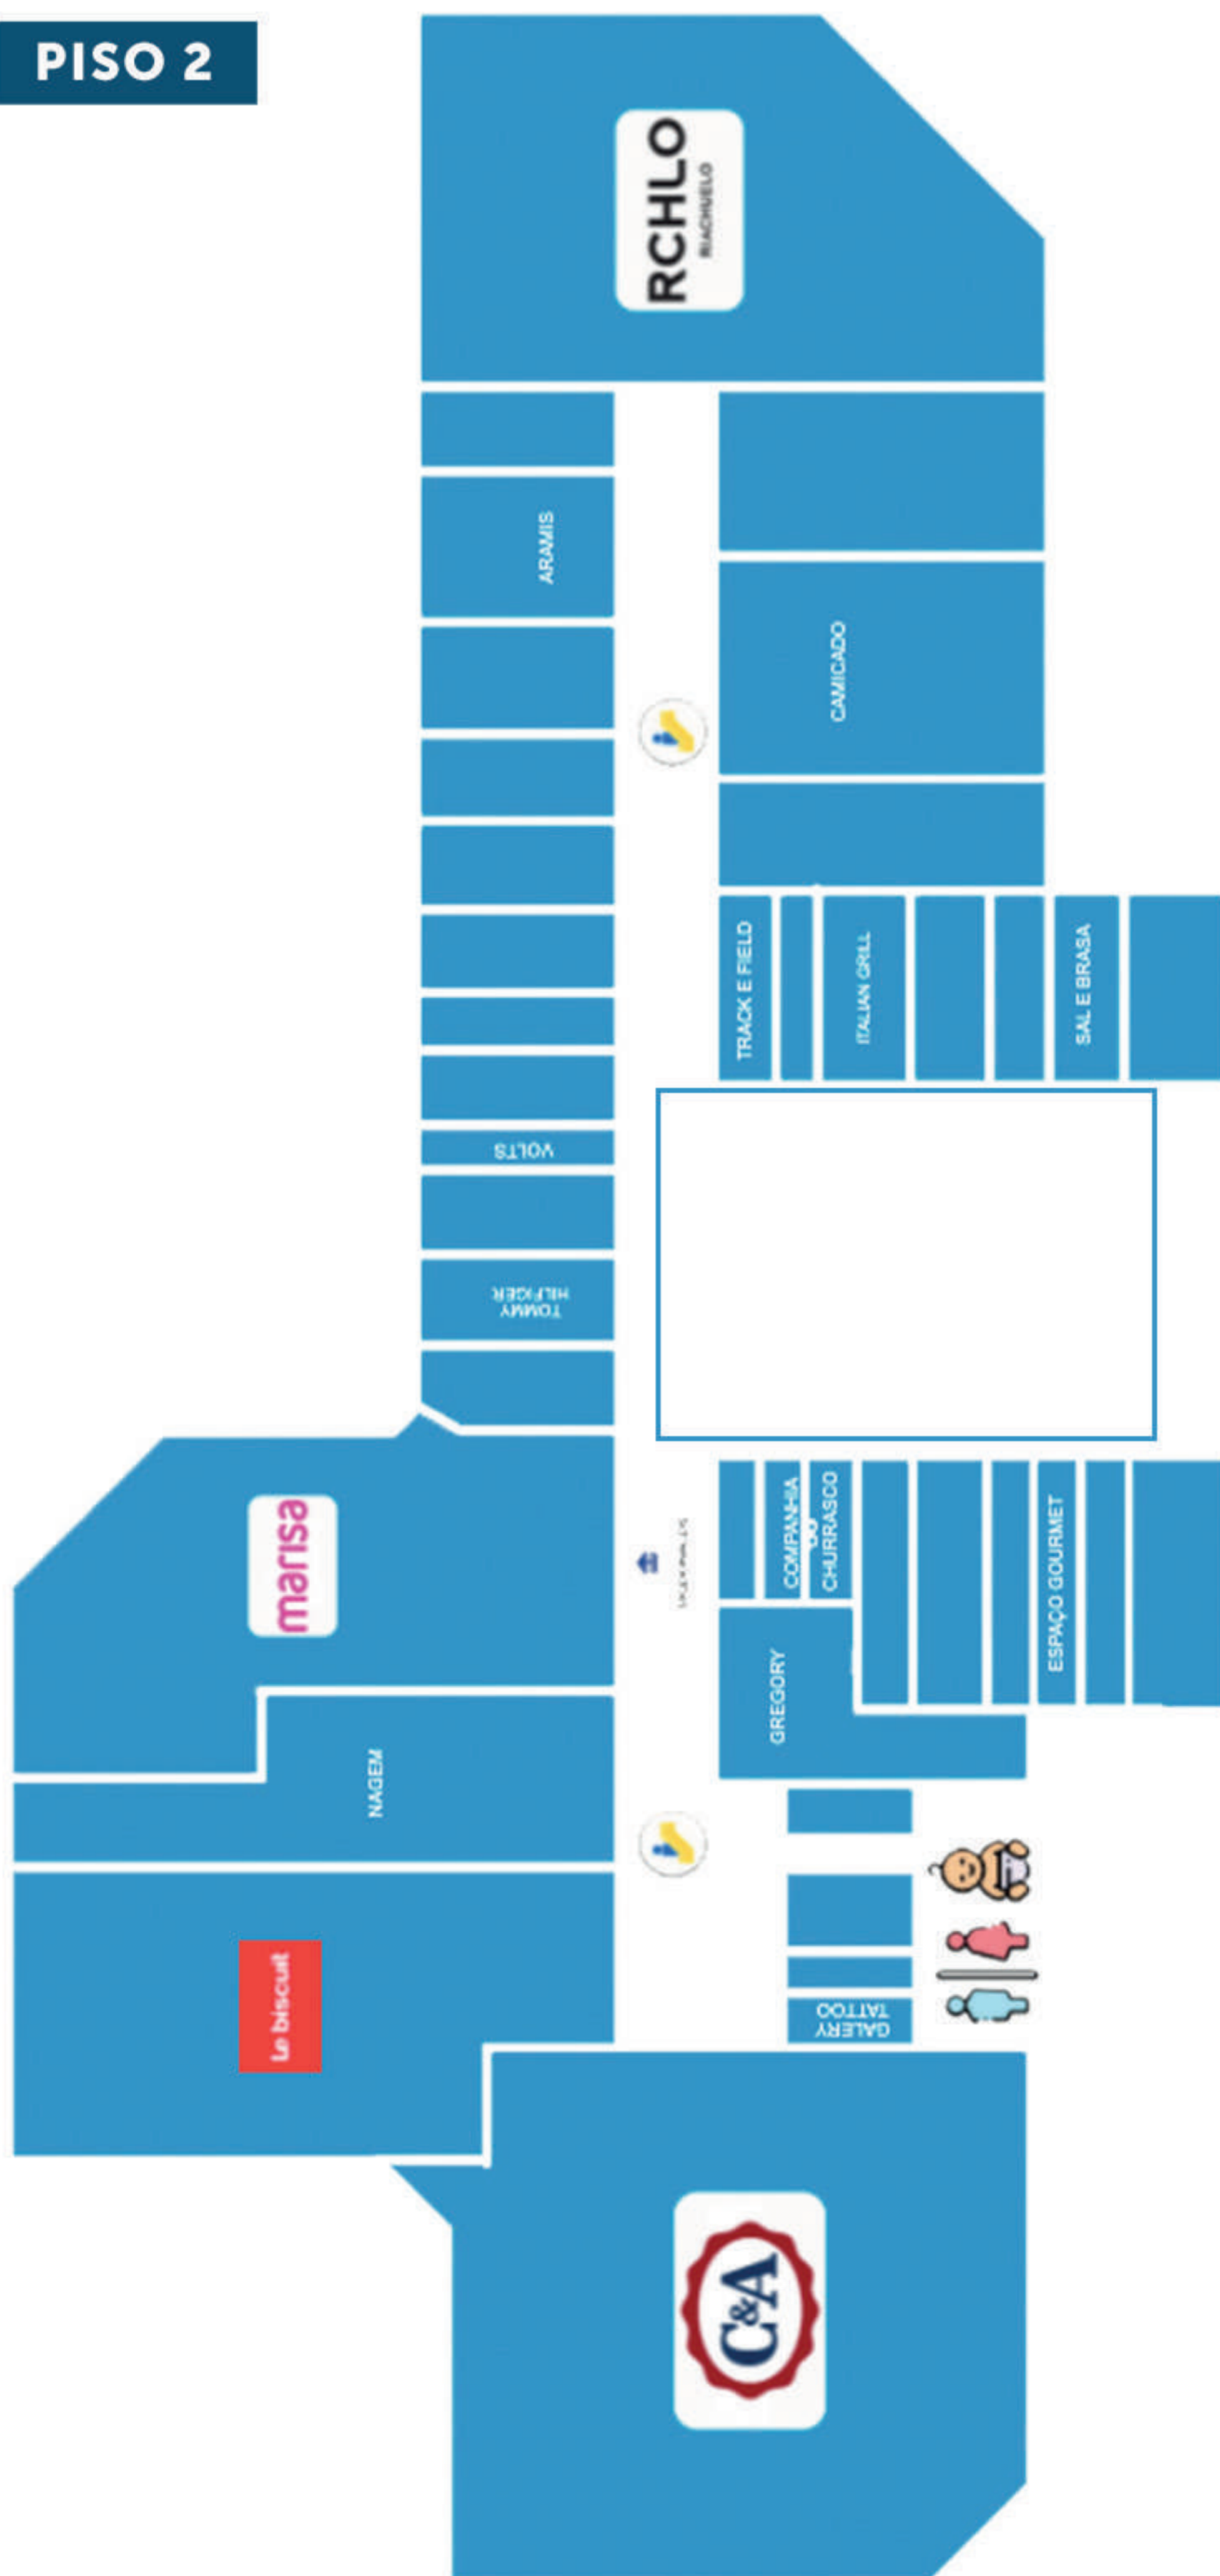 PISO 2
RCHLO
RIACHUELO
ARAMIS
CAMICADO
TRACK E FIELD
ITALIAN GRILL
SAL E BRASA
VOLTS
TOMMY
HILFIGER
marisa
COMPANHIA
DO
CHURRASCO
ESPAÇO GOURMET
GREGORY
NAGEM
Le biscuit
GALERY
TATTOO
C&A